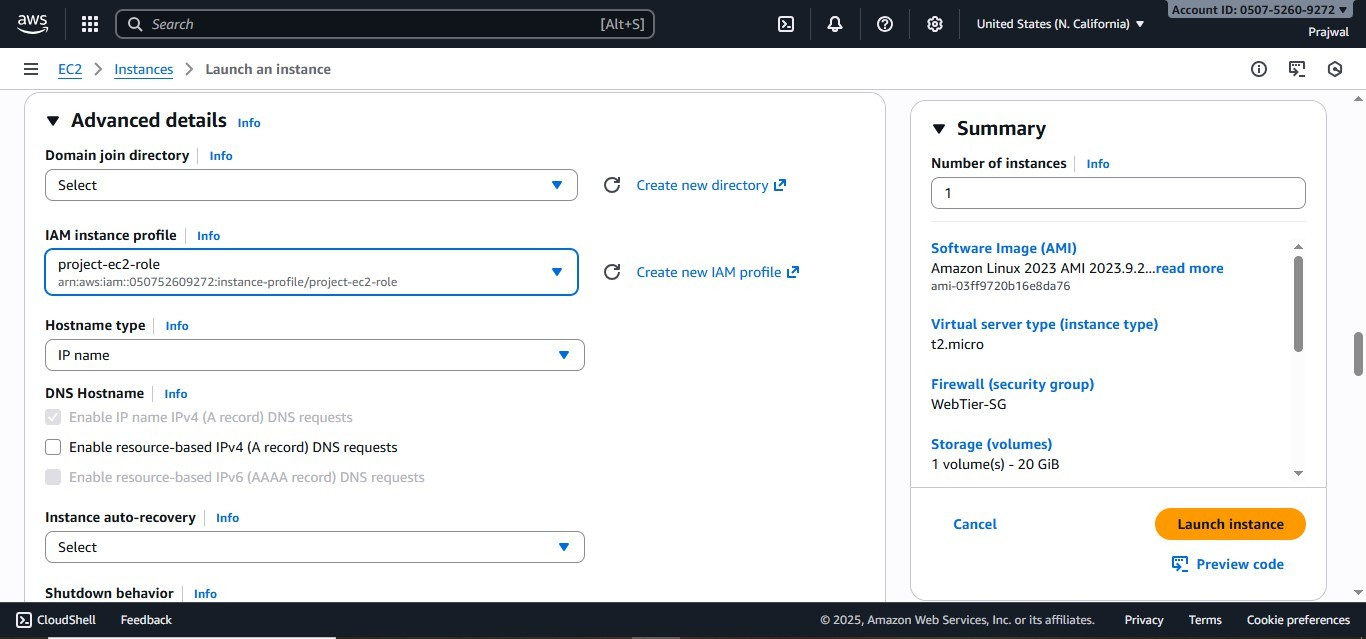 aws
Search
[Alt+S]
United States (N. California)
Account ID: 0507-5260-9272
Prajwal
EC2
Instances
Launch an instance
Advanced details Info
Domain join directory Info
Select
Create new directory
IAM instance profile Info
project-ec2-role
arn:aws:iam::050752609272:instance-profile/project-ec2-role
Create new IAM profile
Hostname type Info
IP name
DNS Hostname Info
Enable IP name IPv4 (A record) DNS requests
Enable resource-based IPv4 (A record) DNS requests
Enable resource-based IPv6 (AAAA record) DNS requests
Instance auto-recovery Info
Select
Shutdown behavior Info
Summary
Number of instances Info
1
Software Image (AMI)
Amazon Linux 2023 AMI 2023.9.2...read more
ami-03ff9720b16e8da76
Virtual server type (instance type)
t2.micro
Firewall (security group)
WebTier-SG
Storage (volumes)
1 volume(s) - 20 GiB
Cancel
Launch instance
Preview code
CloudShell
Feedback
© 2025, Amazon Web Services, Inc. or its affiliates.
Privacy
Terms
Cookie preferences